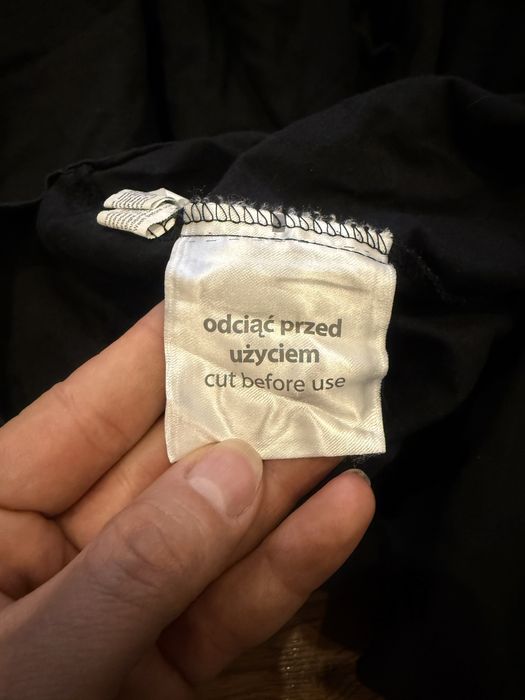 odciąć przed
użyciem
cut before use